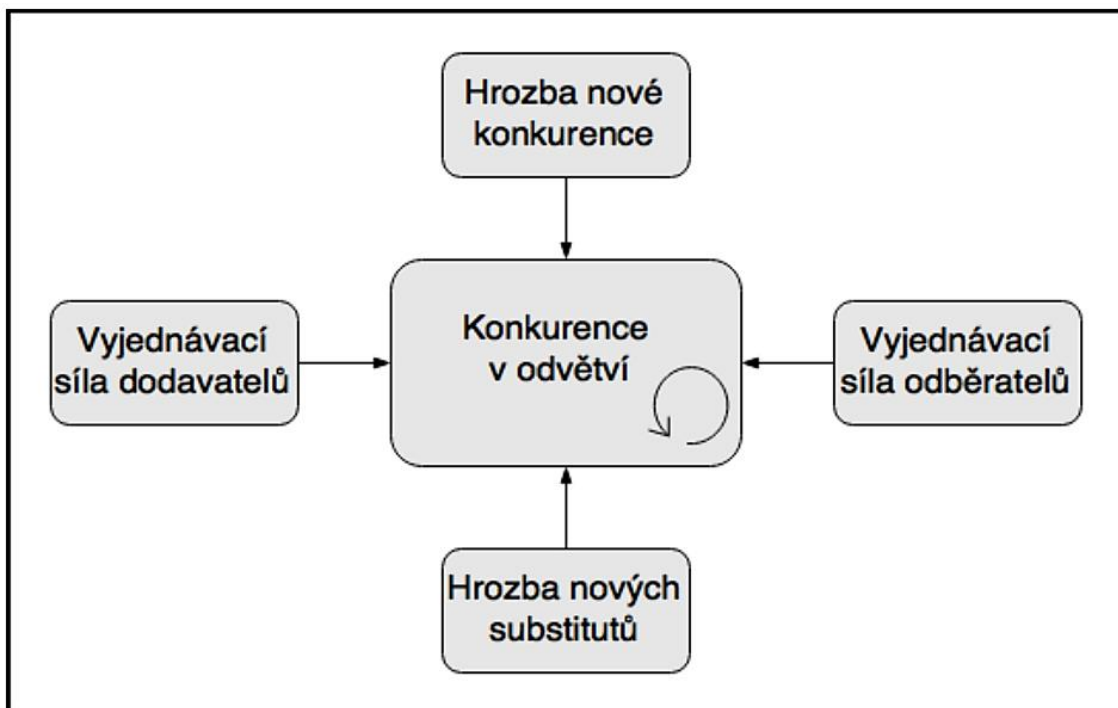 Hrozba nové
konkurence
Konkurence
v odvětví
Vyjednávací
síla dodavatelů
Vyjednávací
síla odběratelů
Hrozba nových
substitutů